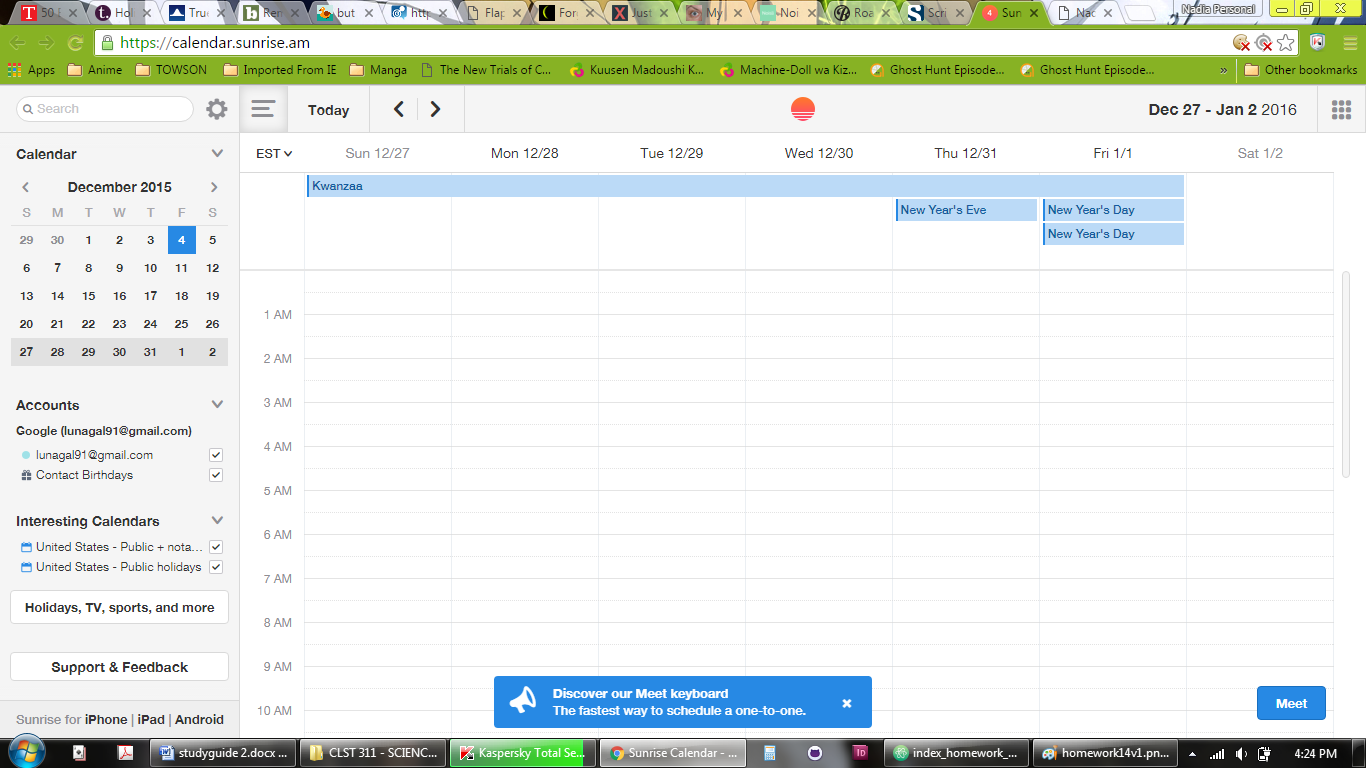 50 i
Hol
True
Ren
but
http
Flap
For
Just
My
-Noi
Roa
Scri
Sun
Nac
Nadia Personal
https://calendar.sunrise.am
Apps
Anime
TOWSON
Imported From IE
Manga
The New Trials of C...
Kuusen Madoushi K...
Machine-Doll wa Kiz...
Ghost Hunt Episode...
Ghost Hunt Episode...
»
Other bookmarks
Search
Today
Dec 27 - Jan 2 2016
Calendar
December 2015
S M T W T F S
29 30 1 2 3 4 5
6 7 8 9 10 11 12
13 14 15 16 17 18 19
20 21 22 23 24 25 26
27 28 29 30 31 1 2
Accounts
Google (lunagal91@gmail.com)
lunagal91@gmail.com
Contact Birthdays
Interesting Calendars
United States - Public + nota...
United States - Public holidays
Holidays, TV, sports, and more
Support & Feedback
Sunrise for iPhone | iPad | Android
EST Sun 12/27 Mon 12/28 Tue 12/29 Wed 12/30 Thu 12/31 Fri 1/1 Sat 1/2
Kwanzaa
New Year's Eve
New Year's Day
New Year's Day
1 AM
2 AM
3 AM
4 AM
5 AM
6 AM
7 AM
8 AM
9 AM
10 AM
Discover our Meet keyboard
The fastest way to schedule a one-to-one.
Meet
studyguide 2.docx ...
CLST 311 - SCIENC...
Kaspersky Total Se...
Sunrise Calendar - ...
index_homework_...
homework14v1.pn...
4:24 PM